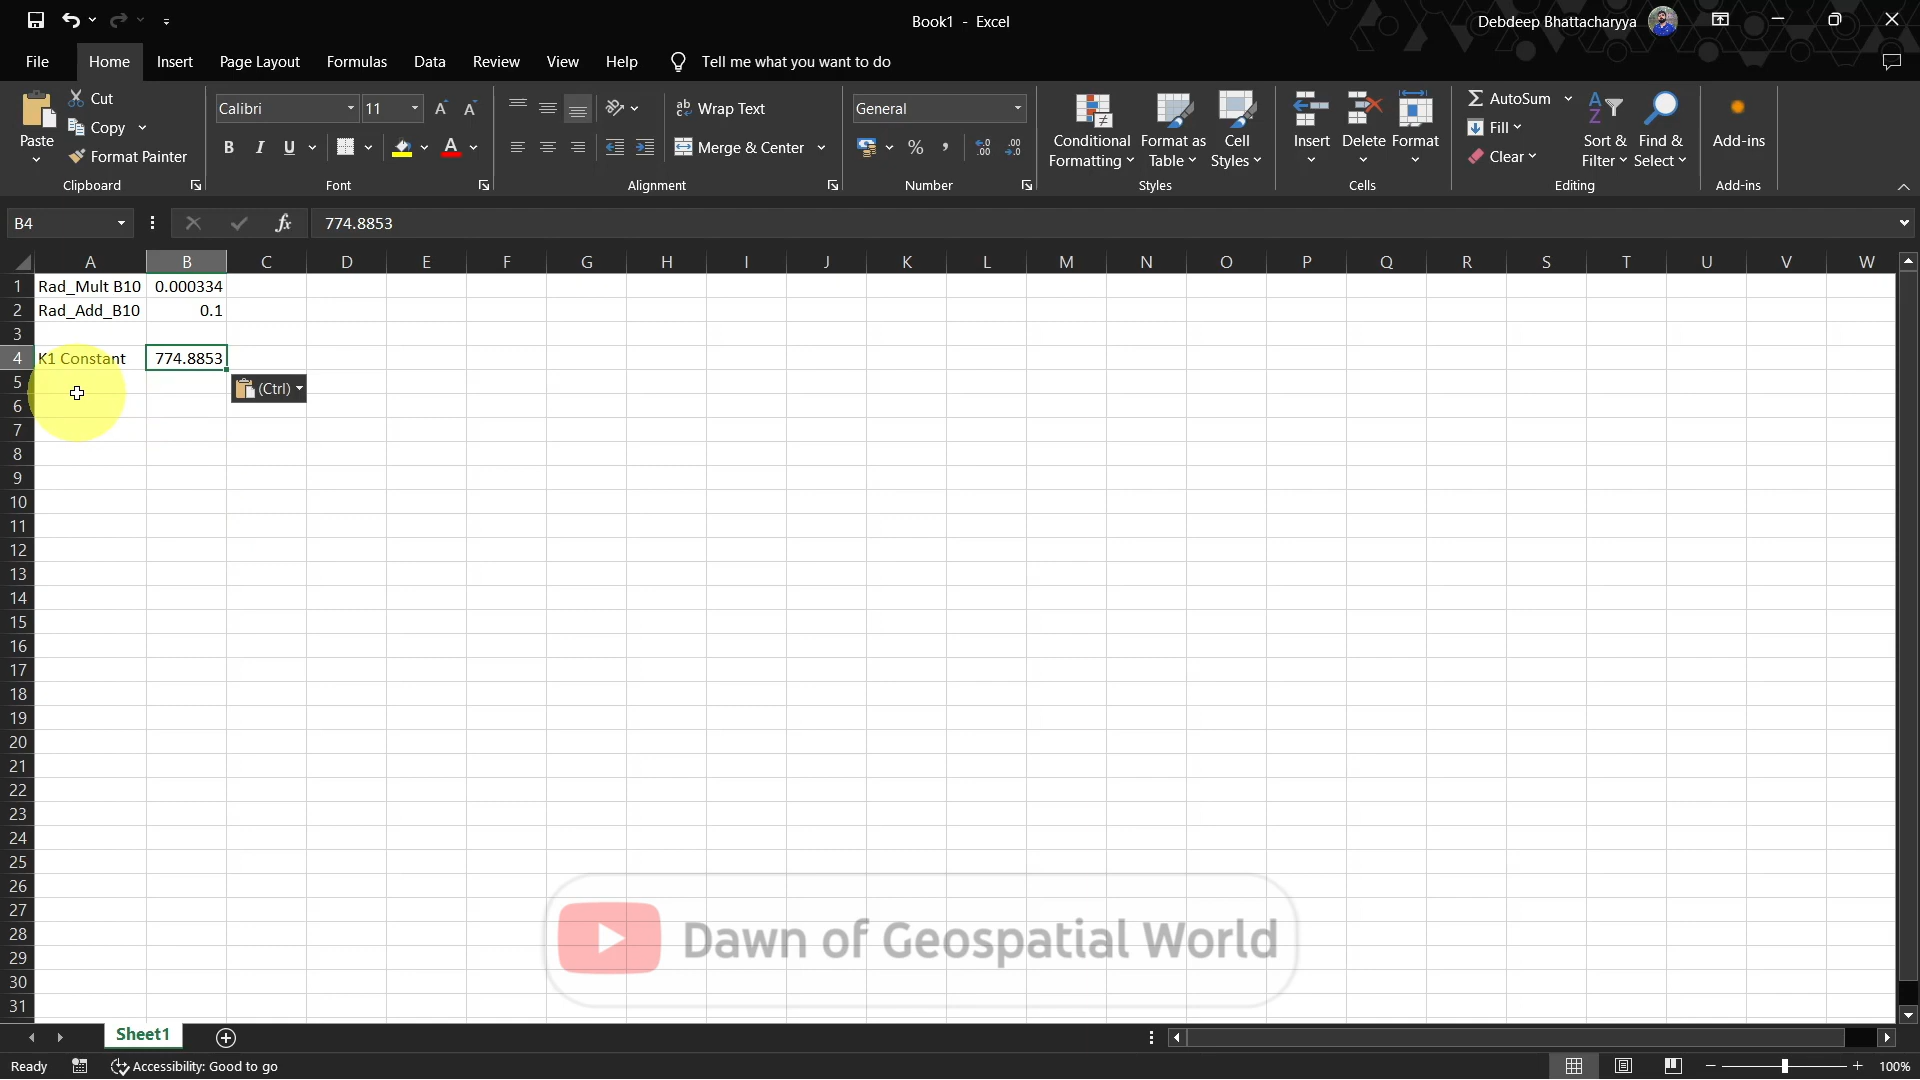 Book1 - Excel
Debdeep Bhattacharyya
File Home Insert Page Layout Formulas Data Review View Help Tell me what you want to do
Paste
Cut
Copy
Format Painter
Clipboard
Calibri 11
B I U
Font
Wrap Text
Merge & Center
Alignment
General
Number
Conditional Formatting
Format as Table
Cell Styles
Styles
Insert Delete Format
Cells
AutoSum
Fill
Clear
Sort & Filter
Find & Select
Editing
Add-ins
Add-ins
B4 fx 774.8853
A B C D E F G H I J K L M N O P Q R S T U V W
1 Rad_Mult B10 0.000334
2 Rad_Add_B10 0.1
3
4 K1 Constant 774.8853
5 (Ctrl)
6
7
8
9
10
11
12
13
14
15
16
17
18
19
20
21
22
23
24
25
26
27
28
29
30
31
Dawn of Geospatial World
Sheet1
Ready Accessibility: Good to go 100%